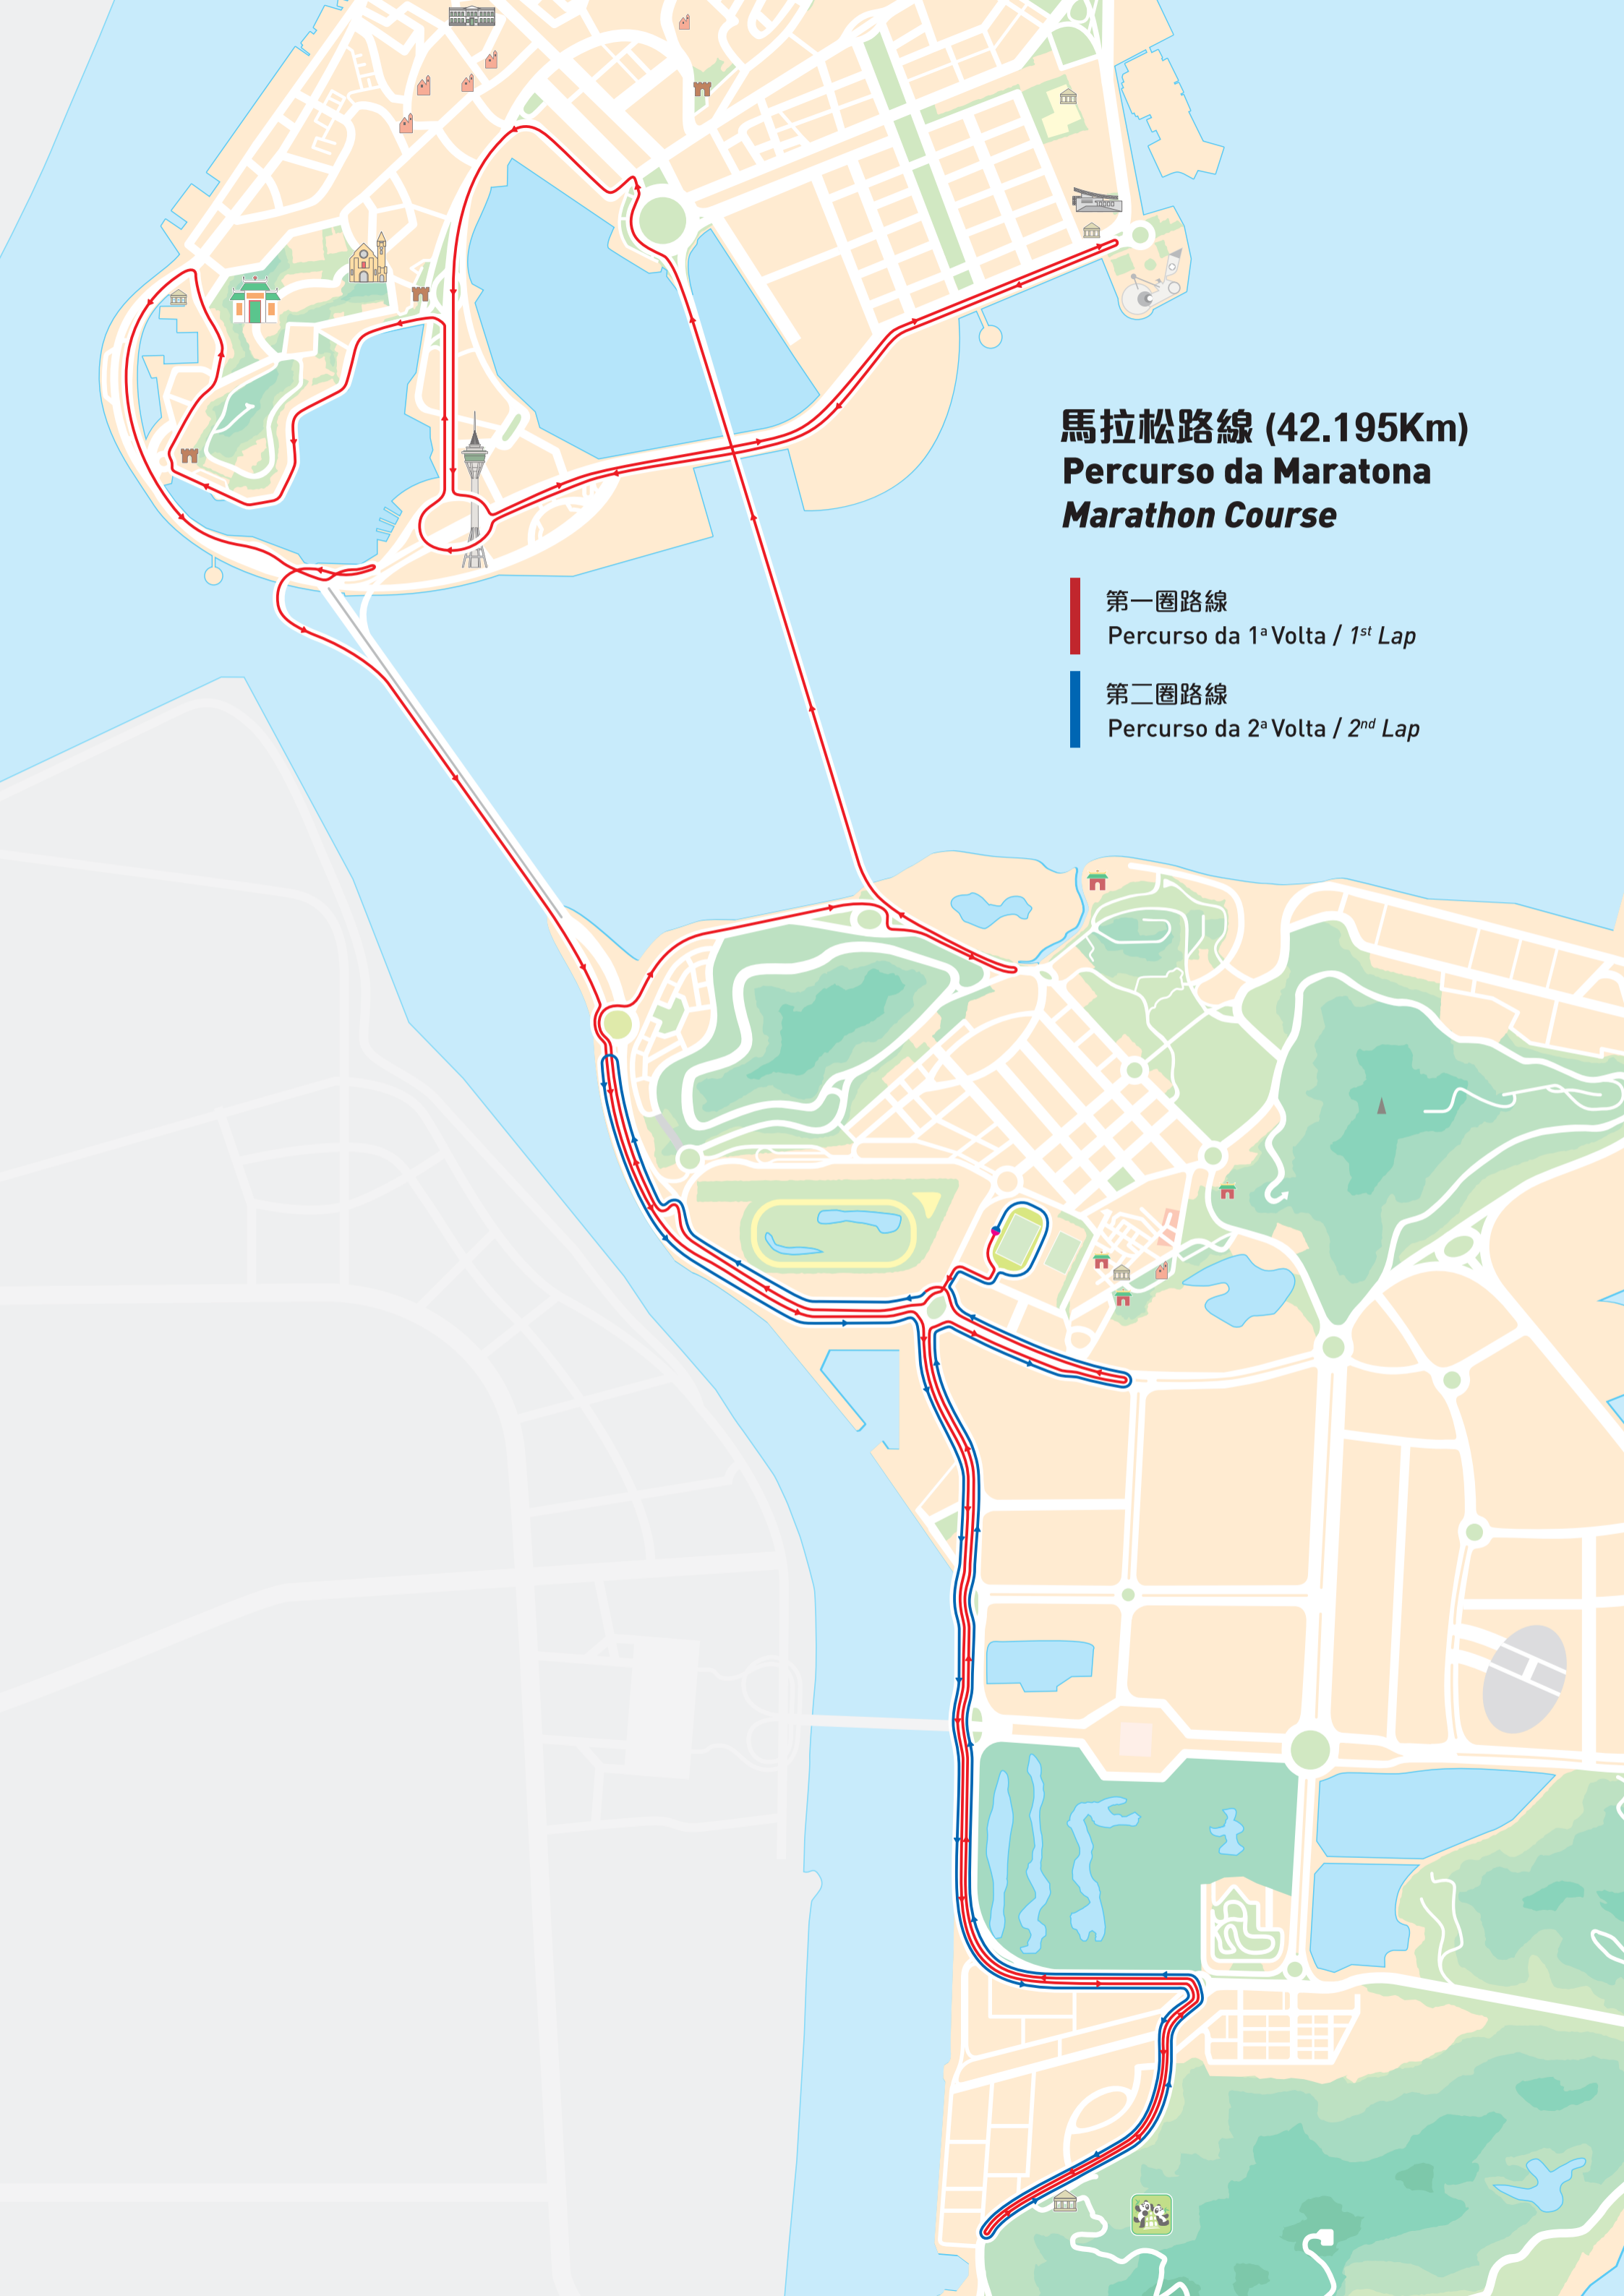 馬拉松路線 (42.195Km)
Percurso da Maratona
Marathon Course
第一圈路線
Percurso da 1ª Volta / 1st Lap
第二圈路線
Percurso da 2ª Volta / 2nd Lap